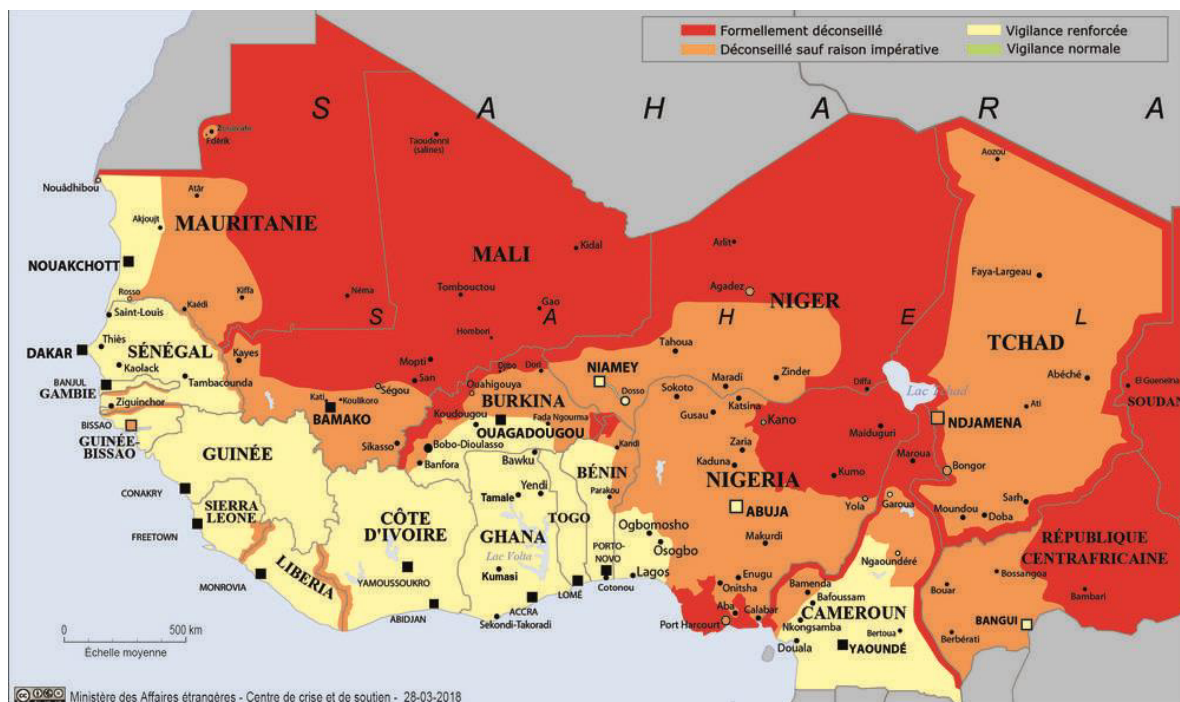 Formellement déconseillé
Déconseillé sauf raison impérative
Vigilance renforcée
Vigilance normale
S A H A R A
Zouérate
Fdérik
Taoudenni
(salines)
Aozou
Nouâdhibou
Atâr
Akjoujt
MAURITANIE
MALI
Kidal
Arlit
NOUAKCHOTT
Faya-Largeau
Agadez
NIGER
Rosso
Kiffa
Néma
Tombouctou
Kaédi
Gao
Saint-Louis
S A H E L
Hombori
TCHAD
Thiès
DAKAR
SÉNÉGAL
Kayes
Mopti
Tahoua
NIAMEY
Kaolack
Djibo
Dori
Zinder
Abéché
BANJUL
GAMBIE
Tambacounda
San
Ségou
Maradi
Diffa
Lac Tchad
El Gueneina
Ouahigouya
Dosso
Sokoto
Katsina
SOUDAN
Ziguinchor
Kati
Koulikoro
BAMAKO
BURKINA
Gusau
Kano
Ati
BISSAO
GUINÉE-
BISSAO
Koudougou
Fada Ngourma
OUAGADOUGOU
NDJAMENA
Maiduguri
Sikasso
Bobo-Dioulasso
Kandi
Zaria
GUINÉE
Banfora
Bawku
BÉNIN
Kaduna
Maroua
Bongor
Kumo
NIGERIA
Yendi
Tamale
Parakou
CONAKRY
SIERRA
LEONE
CÔTE
D'IVOIRE
GHANA
TOGO
ABUJA
Yola
Garoua
Sarh
Moundou
Doba
FREETOWN
Ogbomosho
Osogbo
Makurdi
RÉPUBLIQUE
CENTRAFRICAINE
Lac Volta
PORTO-
NOVO
Ngaoundéré
LIBERIA
Kumasi
Lagos
Enugu
Onitsha
Bossangoa
MONROVIA
YAMOUSSOUKRO
LOMÉ
Cotonou
Bamenda
Bafoussam
Bouar
Bambari
ACCRA
Aba
Calabar
CAMEROUN
ABIDJAN
Sekondi-Takoradi
Port Harcourt
Nkongsamba
Bertoua
BANGUI
Douala
YAOUNDÉ
Berbérati
0 500 km
Échelle moyenne
Ministère des Affaires étrangères - Centre de crise et de soutien - 28-03-2018